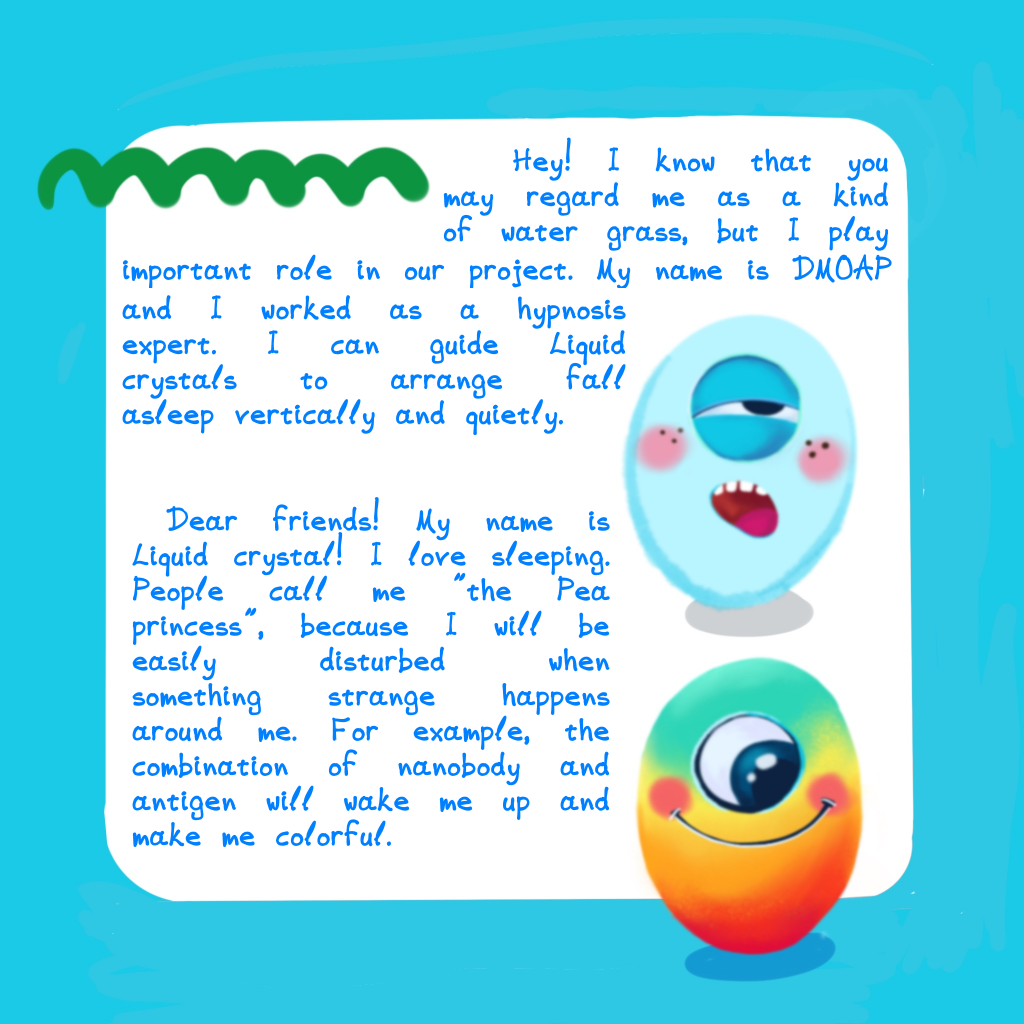 Hey! I know that you
may regard me as a kind
of water grass, but I play
important role in our project. My name is DMOAP
and I worked as a hypnosis
expert. I can guide Liquid
crystals to arrange fall
asleep vertically and quietly.
Dear friends! My name is
Liquid crystal! I love sleeping.
People call me "the Pea
princess", because I will be
easily disturbed when
something strange happens
around me. For example, the
combination of nanobody and
antigen will wake me up and
make me colorful.